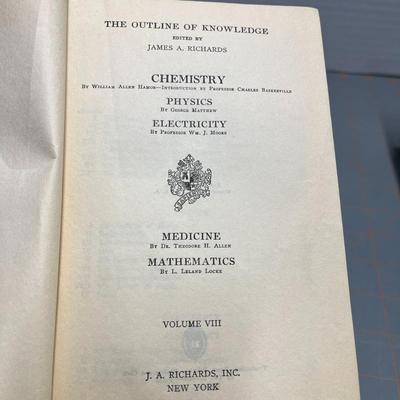 THE OUTLINE OF KNOWLEDGE
EDITED BY
JAMES A. RICHARDS
CHEMISTRY
BY WILLIAM ALLEN HAMOR—INTRODUCTION BY PROFESSOR CHARLES BASKERVILLE
PHYSICS
BY GEORGE MATTHEW
ELECTRICITY
BY PROFESSOR WM. J. MOORE
MEDICINE
BY DR. THEODORE H. ALLEN
MATHEMATICS
BY L. LELAND LOCKE
VOLUME VIII
J. A. RICHARDS, INC.
NEW YORK